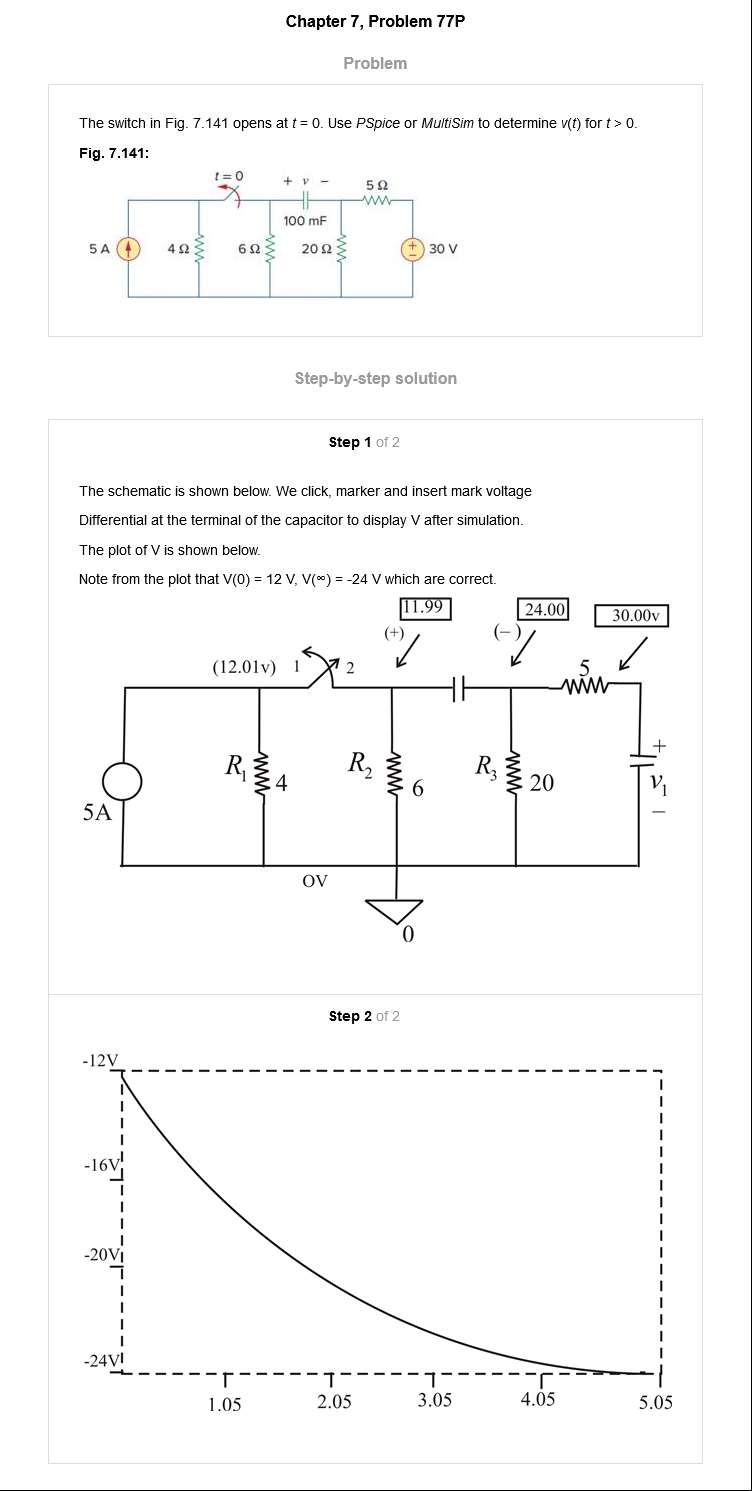 Chapter 7, Problem 77P
Problem
The switch in Fig. 7.141 opens at t = 0. Use PSpice or MultiSim to determine v(t) for t > 0.
Fig. 7.141:
t = 0
+ v −
5 Ω
100 mF
5 A
4 Ω
6 Ω
20 Ω
+
−
30 V
Step-by-step solution
Step 1 of 2
The schematic is shown below. We click, marker and insert mark voltage
Differential at the terminal of the capacitor to display V after simulation.
The plot of V is shown below.
Note from the plot that V(0) = 12 V, V(∞) = -24 V which are correct.
11.99
24.00
30.00v
(+)
(−)
(12.01v) 1
2
5
R1
4
R2
6
R3
20
+
V1
−
5A
OV
0
Step 2 of 2
-12V
-16V
-20V
-24V
1.05
2.05
3.05
4.05
5.05